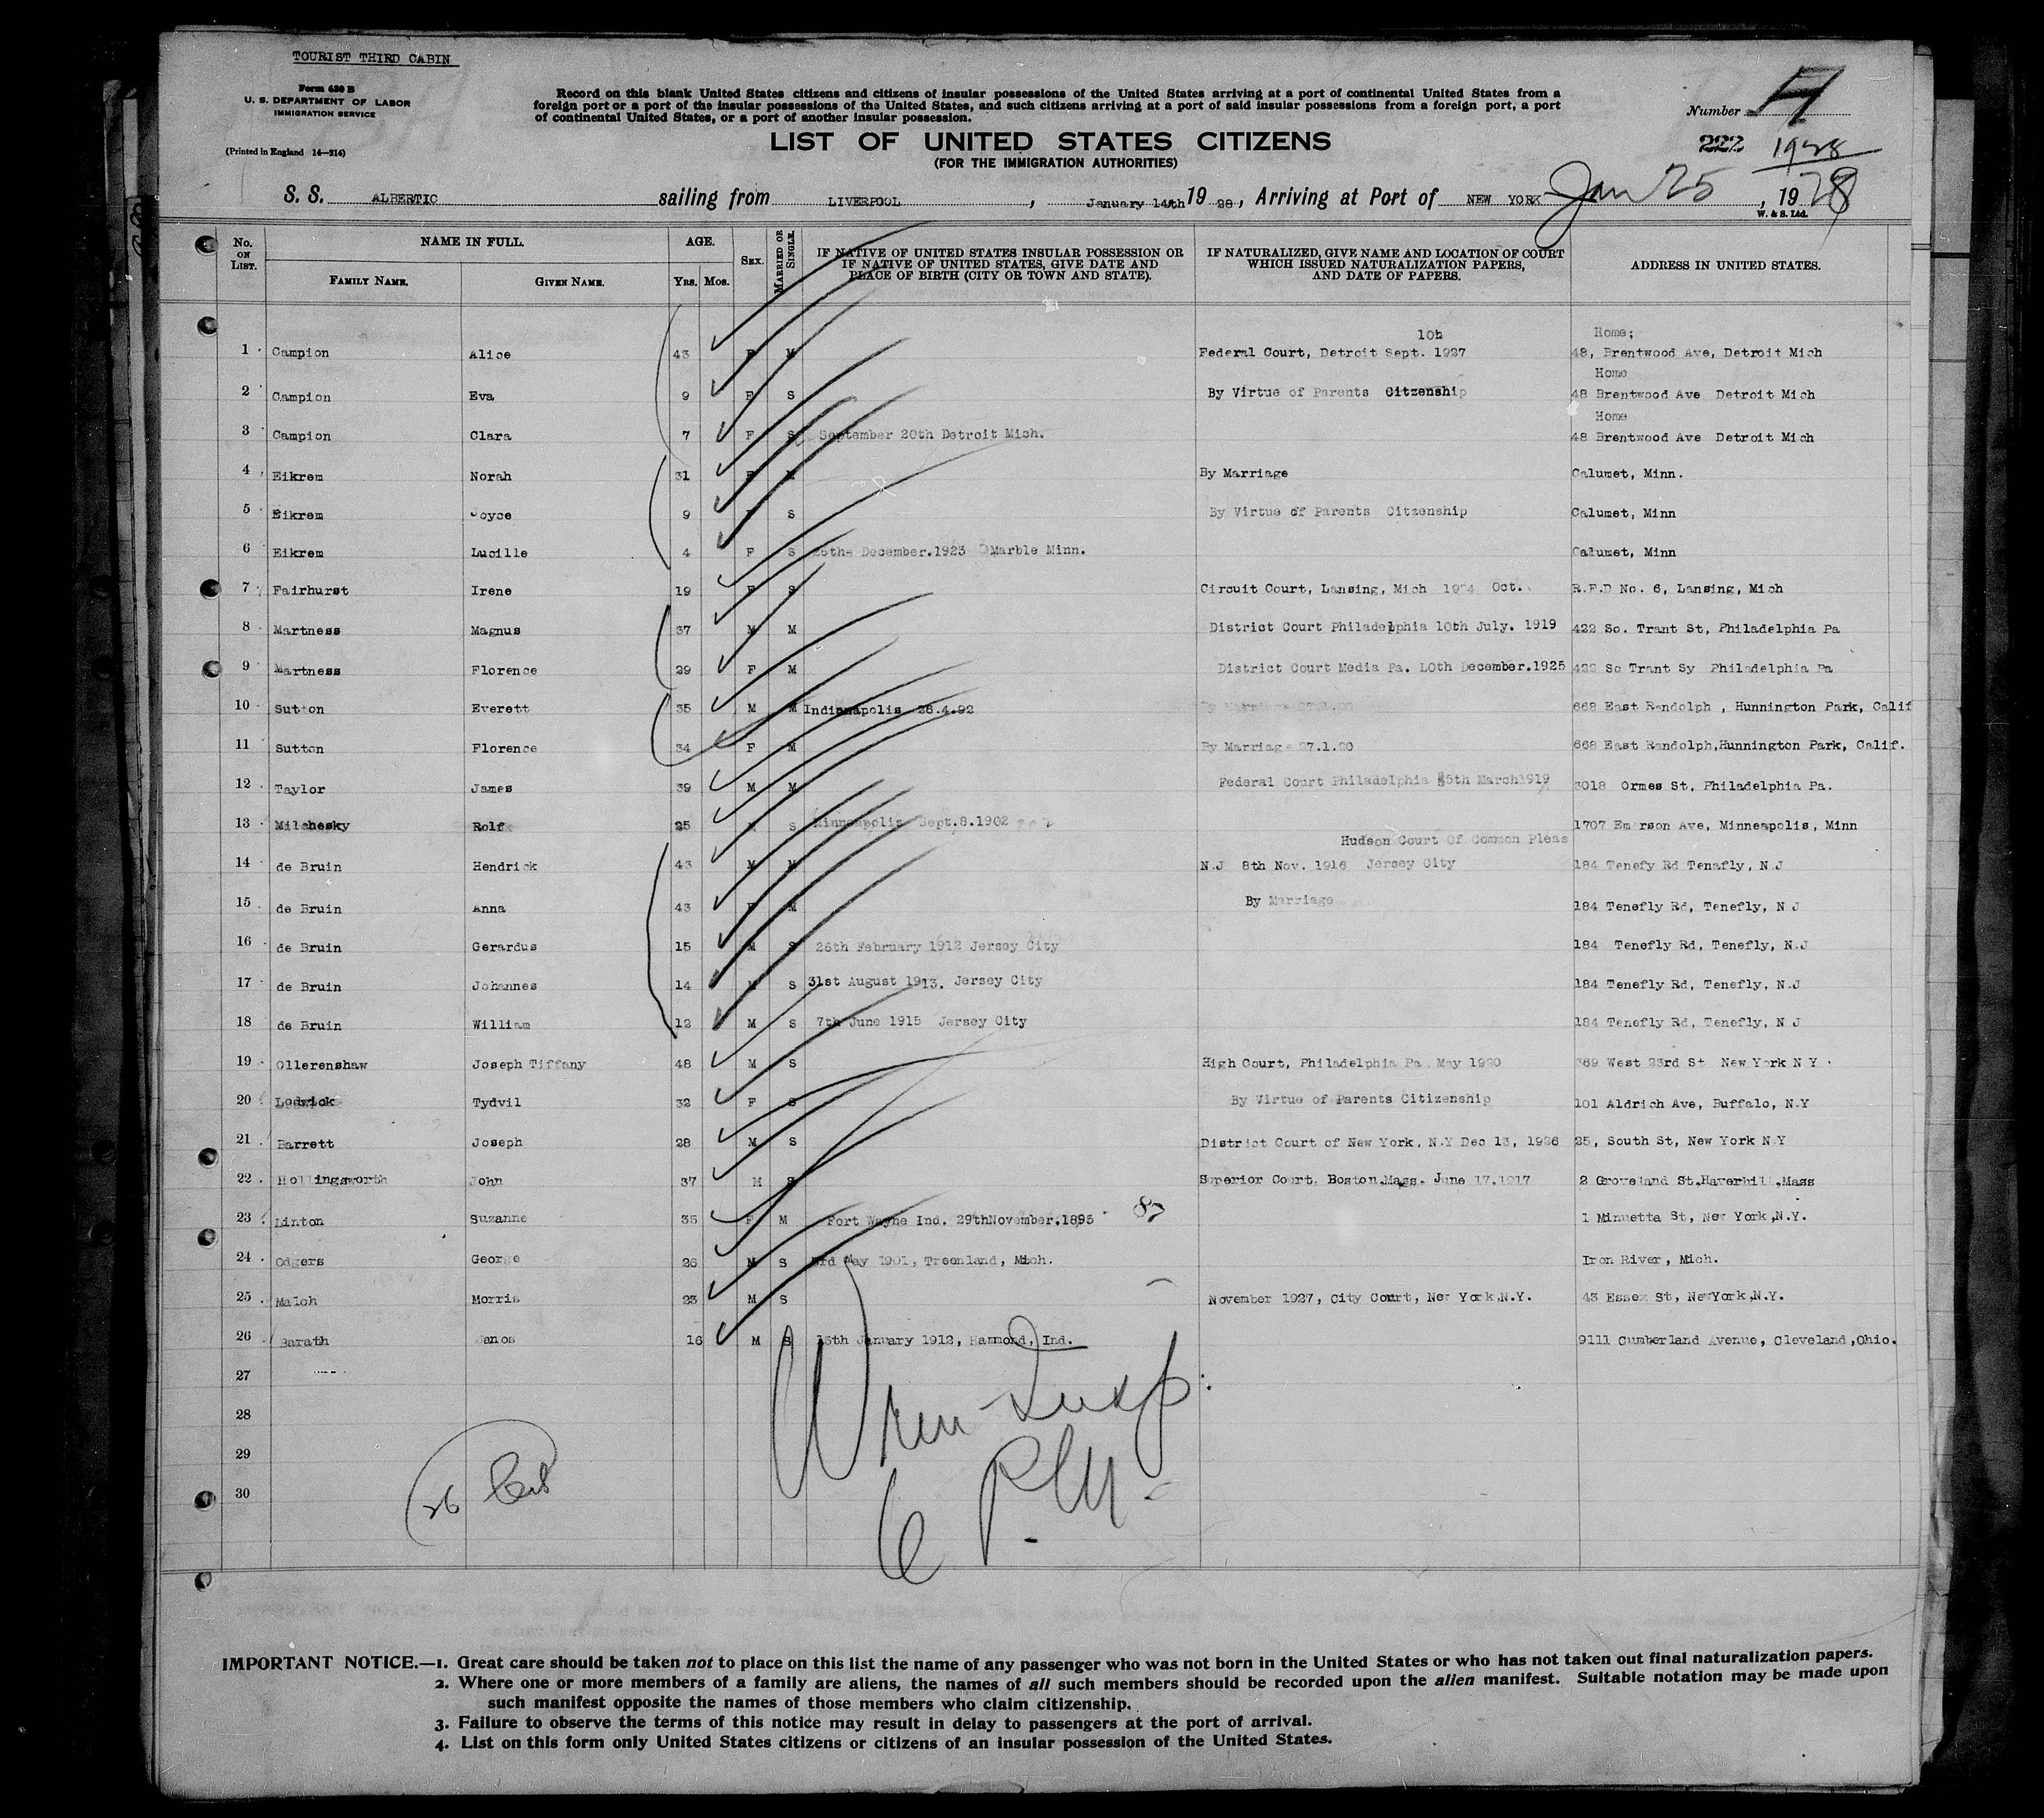 TOURIST THIRD CABIN
Form 630 B
U. S. DEPARTMENT OF LABOR
IMMIGRATION SERVICE
(Printed in England 14—214)
Record on this blank United States citizens and citizens of insular possessions of the United States arriving at a port of continental United States from a
foreign port or a port of the insular possessions of the United States, and such citizens arriving at a port of said insular possessions from a foreign port, a port
of continental United States, or a port of another insular possession.
LIST OF UNITED STATES CITIZENS
(FOR THE IMMIGRATION AUTHORITIES)
Number
222 1928
S. S. ALBERTIC sailing from LIVERPOOL, January 14th 1928, Arriving at Port of NEW YORK Jan 25, 1928
W. & S. Ltd.
No. ON LIST. NAME IN FULL. AGE. SEX. MARRIED OR SINGLE. IF NATIVE OF UNITED STATES INSULAR POSSESSION OR IF NATIVE OF UNITED STATES, GIVE DATE AND PLACE OF BIRTH (CITY OR TOWN AND STATE). IF NATURALIZED, GIVE NAME AND LOCATION OF COURT WHICH ISSUED NATURALIZATION PAPERS, AND DATE OF PAPERS. ADDRESS IN UNITED STATES.
FAMILY NAME. GIVEN NAME. YRS. MOS.
10h Home;
1 Campion Alice 43 F M Federal Court, Detroit Sept. 1927 48, Brentwood Ave, Detroit Mich
Home
2 Campion Eva 9 F S By Virtue of Parents Citzenship 48 Brentwood Ave Detroit Mich
Home
3 Campion Clara 7 F S September 20th Detroit Mich. 48 Brentwood Ave Detroit Mich
4 Eikrem Norah 31 F M By Marriage Calumet, Minn.
5 Eikrem Joyce 9 F S By Virtue of Parents Citzenship Calumet, Minn
6 Eikrem Lucille 4 F S 25th December.1923 Marble Minn. Calumet, Minn
7 Fairhurst Irene 19 F S Circuit Court, Lansing, Mich 1924 Oct. R.F.D No. 6, Lansing, Mich
8 Martness Magnus 37 M M District Court Philadelphia 10th July. 1919 422 So. Trant St, Philadelphia Pa
9 Martness Florence 29 F M District Court Media Pa. LOth December.1925 422 So Trant Sy Philadelphia Pa
10 Sutton Everett 35 M M Indianapolis 28.4.92 668 East Randolph , Hunnington Park, Calif
11 Sutton Florence 34 F M By Marriage 27.1.20 668 East Randolph,Hunnington Park, Calif.
12 Taylor James 39 M M Federal Court Philadelphia 5th March1919 3018 Ormes St, Philadelphia Pa.
13 Milchesky Rolf 25 M S Minneapolis Sept.8.1902 1707 Emerson Ave, Minneapolis, Minn
Hudson Court Of Common Pleas
14 de Bruin Hendrick 43 M M N.J 8th Nov. 1916 Jersey City 184 Tenefy Rd Tenafly, N.J
15 de Bruin Anna 43 F M By Marriage 184 Tenefly Rd, Tenefly, N J
16 de Bruin Gerardus 15 M S 26th February 1912 Jersey City 184 Tenefly Rd, Tenefly, N.J
17 de Bruin Johannes 14 M S 31st August 1913. Jersey City 184 Tenefly Rd, Tenefly, N.J
18 de Bruin William 12 M S 7th June 1915 Jersey City 184 Tenefly Rd, Tenefly, N J
19 Ollerenshaw Joseph Tiffany 48 M S High Court, Philadelphia Pa. May 1920 369 West 23rd St New York N Y
20 Lodwick Tydvil 32 F S By Virtue of Parents Citizenship 101 Aldrich Ave, Buffalo, N.Y
21 Barrett Joseph 28 M S District Court of New York, N.Y Dec 13, 1926 25, South St, New York N Y
22 Hollingsworth John 37 M S Superior Court, Boston.Mass. June 17.1917 2 Groveland St.Haverhill.Mass
23 Linton Suzanne 35 F M Fort Wayne Ind. 29thNovember.1893 1 Minuetta St, New York,N.Y.
24 Odgers George 26 M S 3rd May 1901, Treenland, Mich. Iron River, Mich.
25 Malch Morris 23 M S November 1927, City Court, New York,N.Y. 43 Essex St, NewYork,N.Y.
26 Barath Janos 16 M S 15th January 1912, Hammond, Ind. 9111 Cumberland Avenue, Cleveland,Ohio.
27
28
29
30
26
6 P.M.
IMPORTANT NOTICE.—1. Great care should be taken not to place on this list the name of any passenger who was not born in the United States or who has not taken out final naturalization papers.
2. Where one or more members of a family are aliens, the names of all such members should be recorded upon the alien manifest. Suitable notation may be made upon
such manifest opposite the names of those members who claim citizenship.
3. Failure to observe the terms of this notice may result in delay to passengers at the port of arrival.
4. List on this form only United States citizens or citizens of an insular possession of the United States.